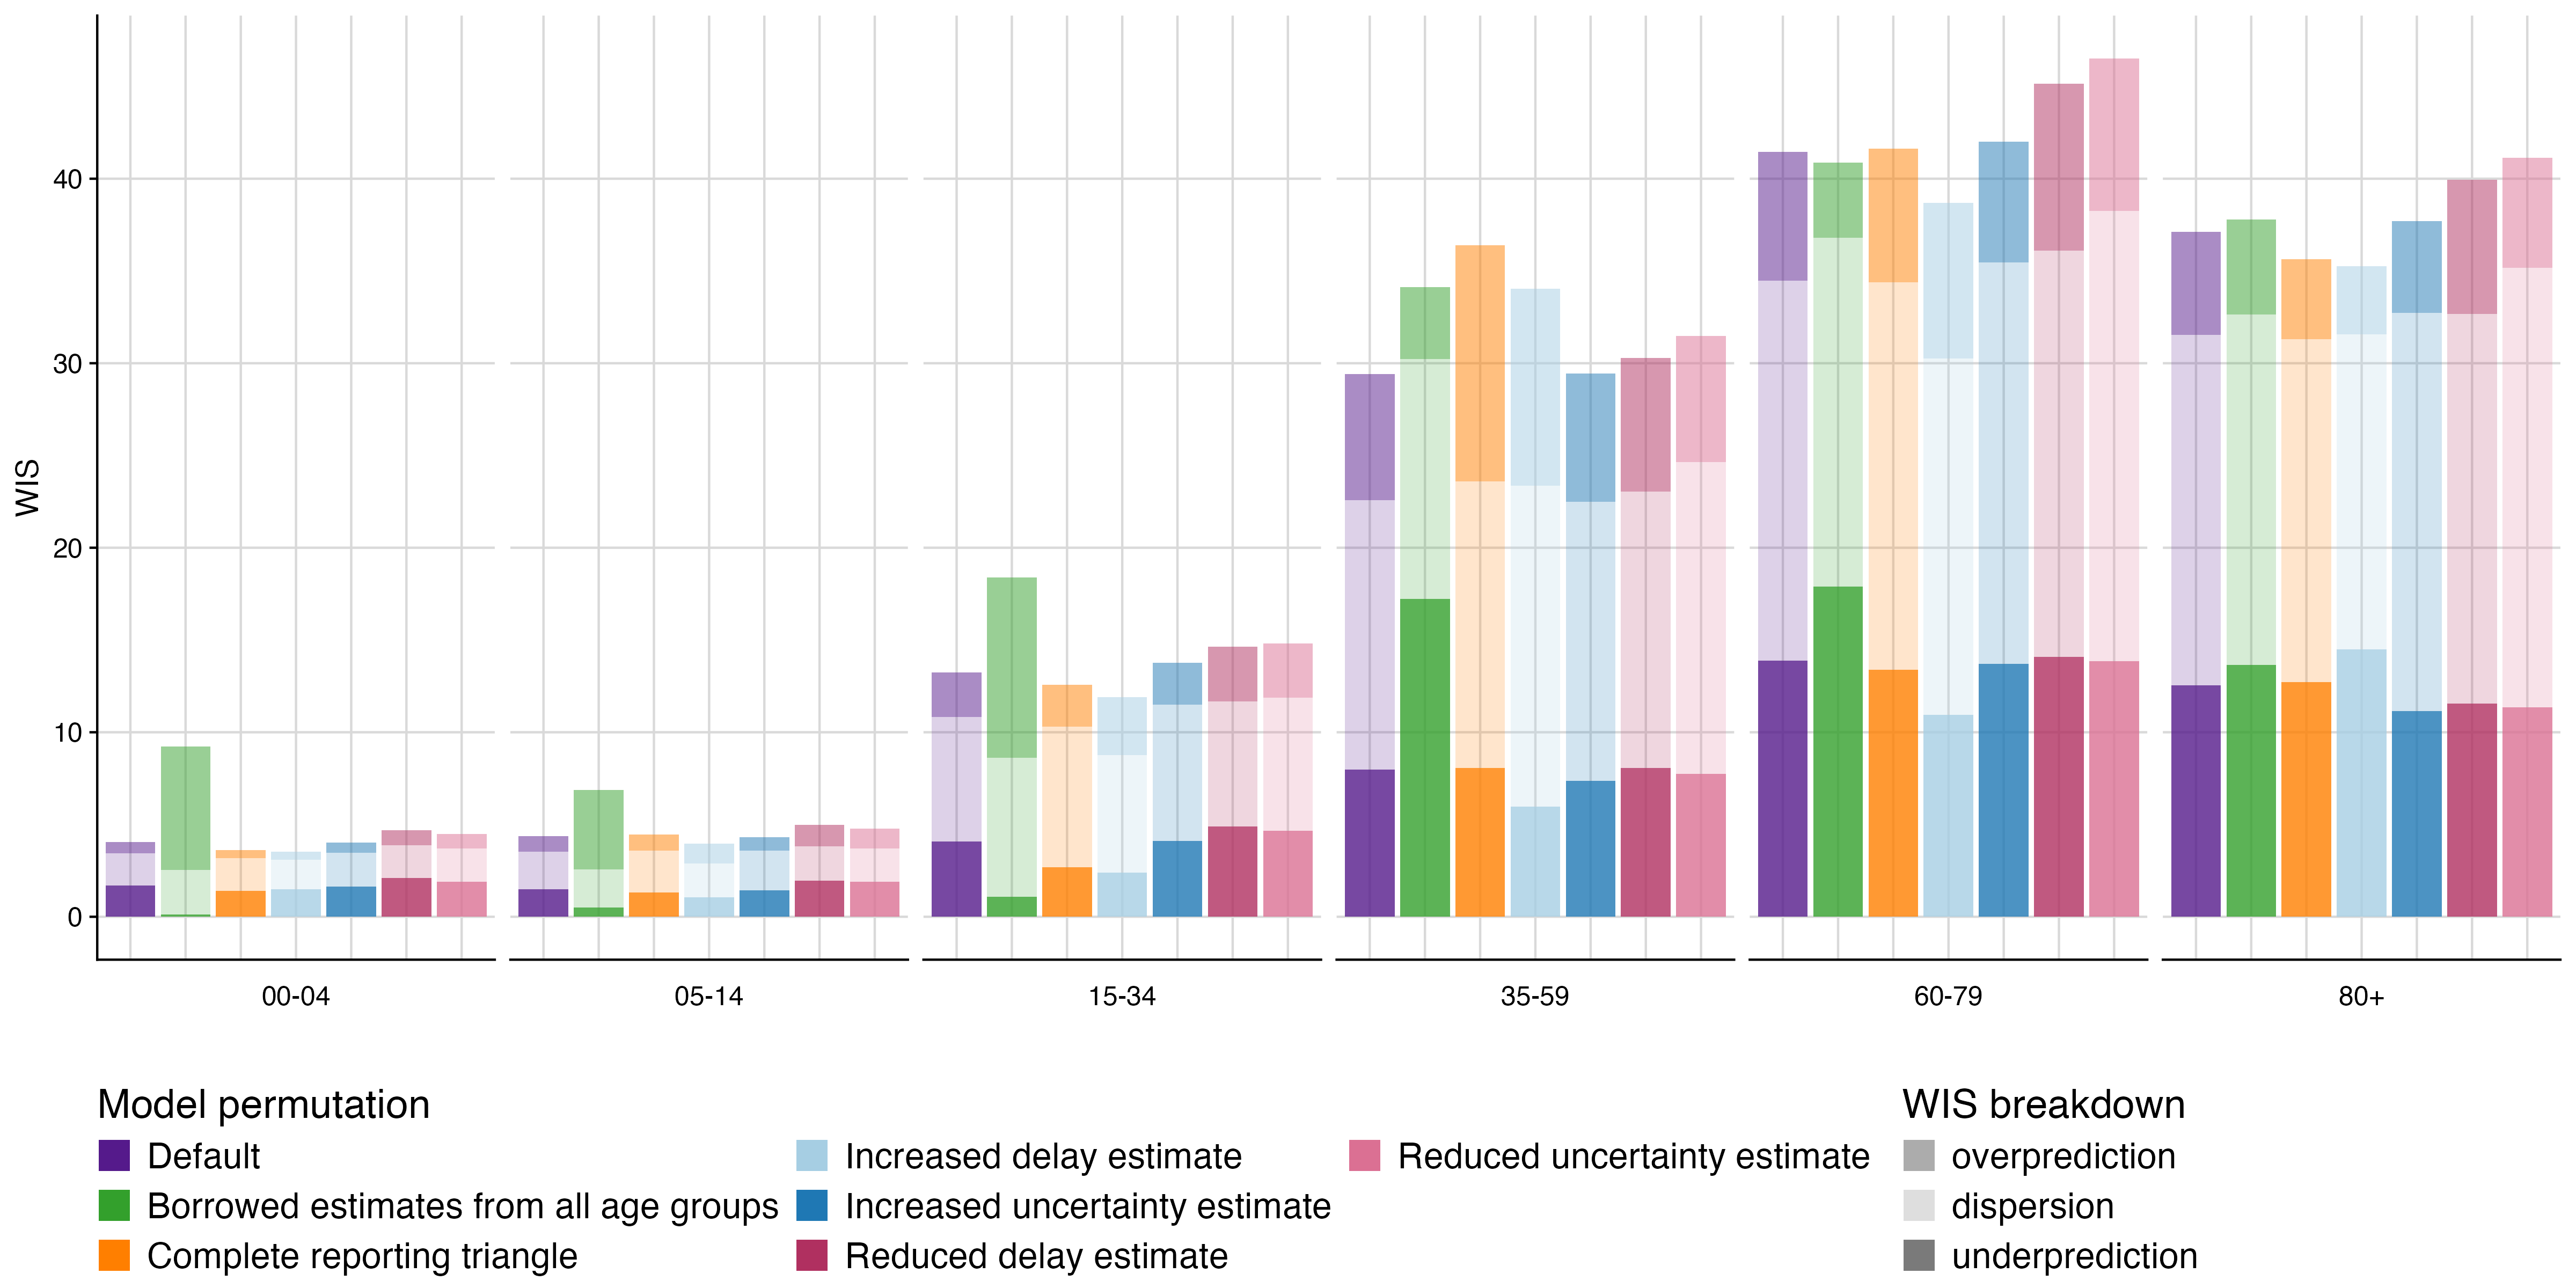 WIS
40
30
20
10
0
00-04
05-14
15-34
35-59
60-79
80+
Model permutation
Default
Borrowed estimates from all age groups
Complete reporting triangle
Increased delay estimate
Increased uncertainty estimate
Reduced delay estimate
Reduced uncertainty estimate
WIS breakdown
overprediction
dispersion
underprediction